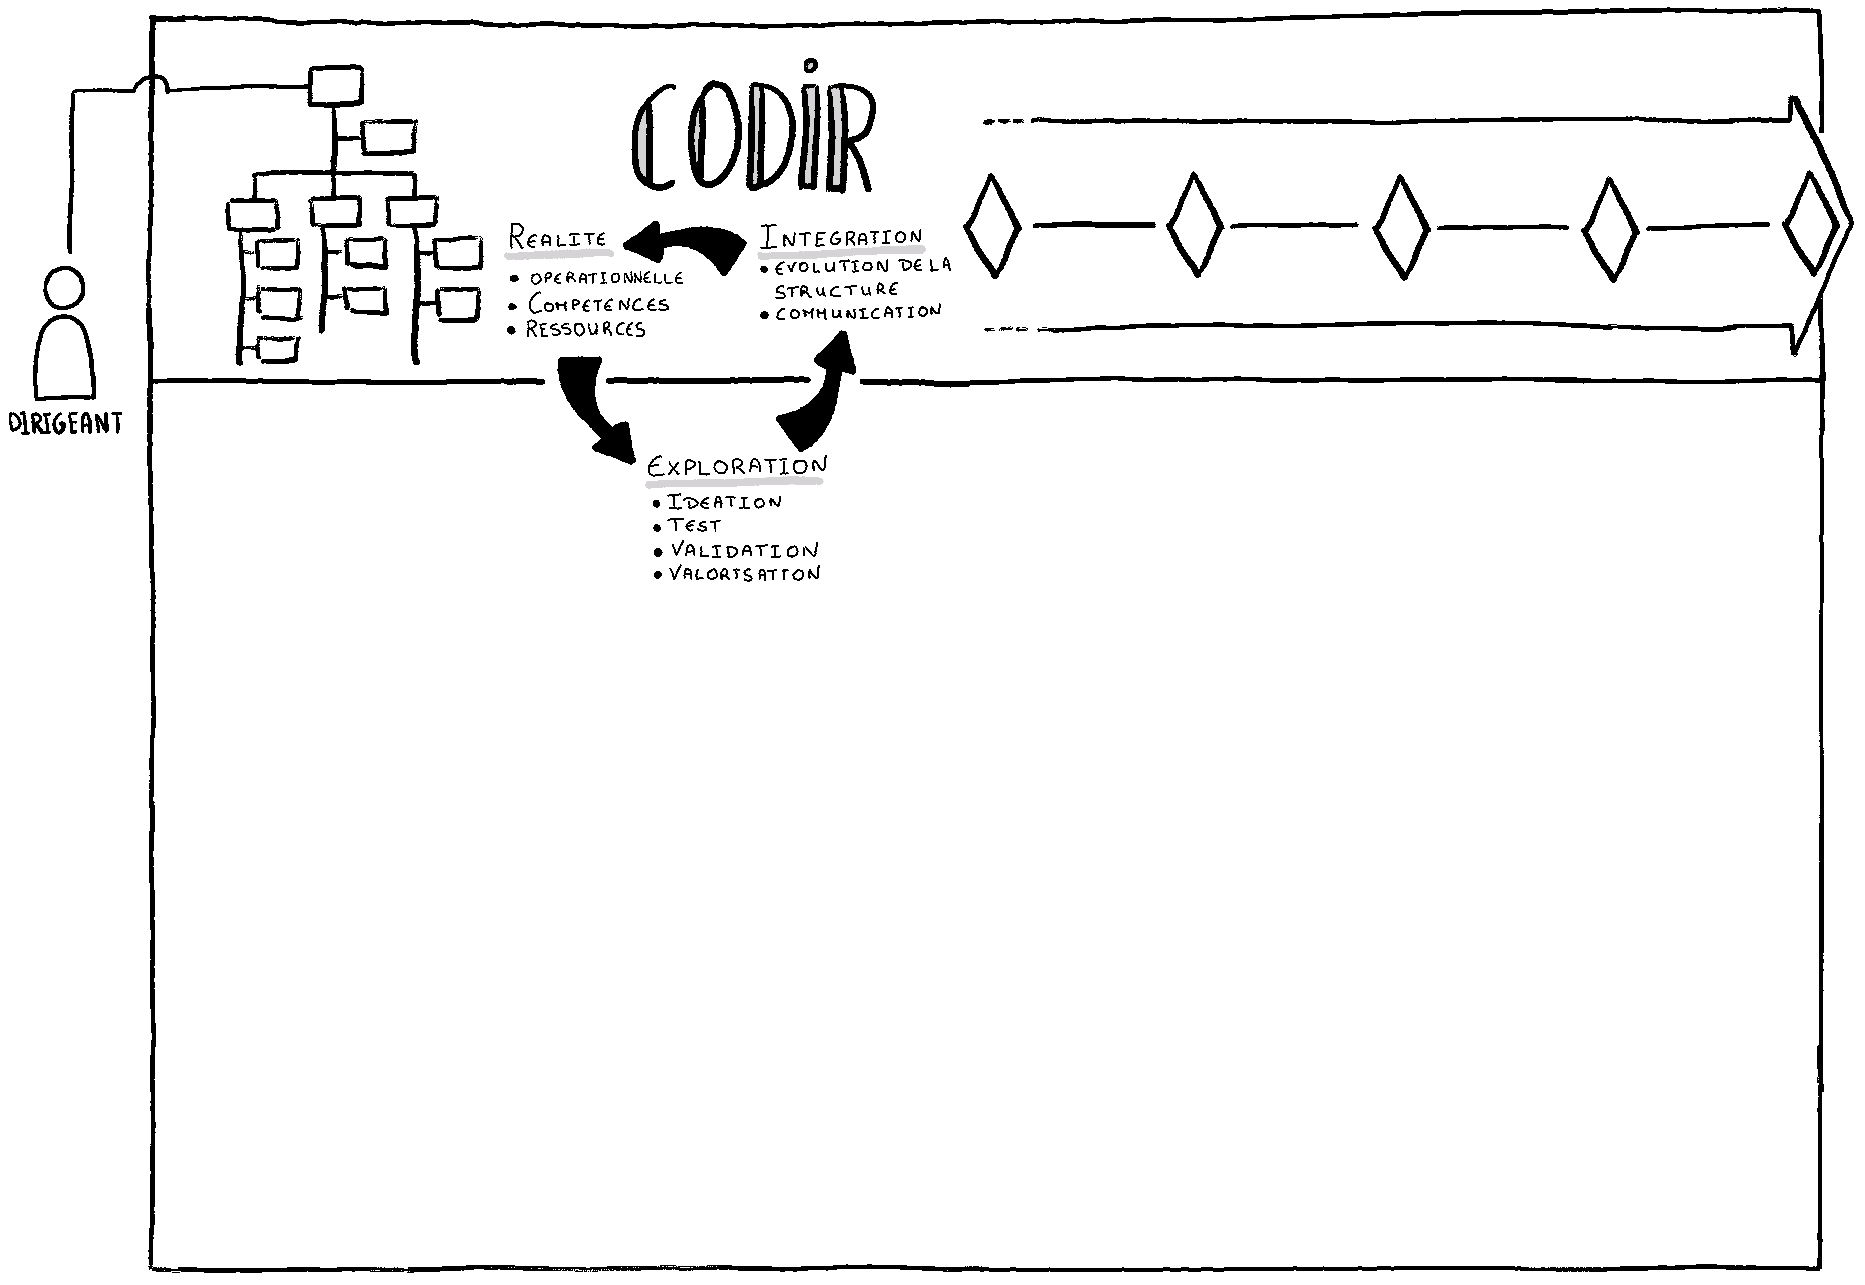 CODiR
REALITE
• OPERATIONNELLE
• COMPETENCES
• RESSOURCES
INTEGRATION
• EVOLUTION DE LA
STRUCTURE
• COMMUNICATION
DIRIGEANT
EXPLORATION
• IDEATION
• TEST
• VALIDATION
• VALORISATION